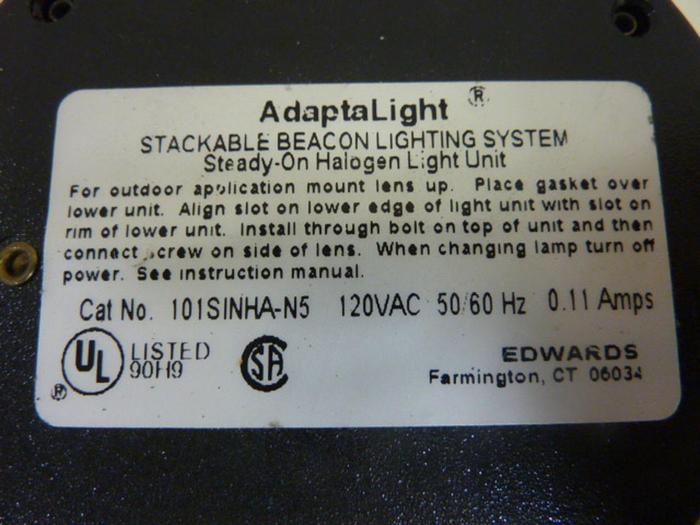 AdaptaLight ®
STACKABLE BEACON LIGHTING SYSTEM
Steady-On Halogen Light Unit
For outdoor application mount lens up. Place gasket over
lower unit. Align slot on lower edge of light unit with slot on
rim of lower unit. Install through bolt on top of unit and then
connect screw on side of lens. When changing lamp turn off
power. See instruction manual.
Cat No. 101SINHA-N5 120VAC 50/60 Hz 0.11 Amps
UL ® LISTED
90H9
SA
EDWARDS
Farmington, CT 06034